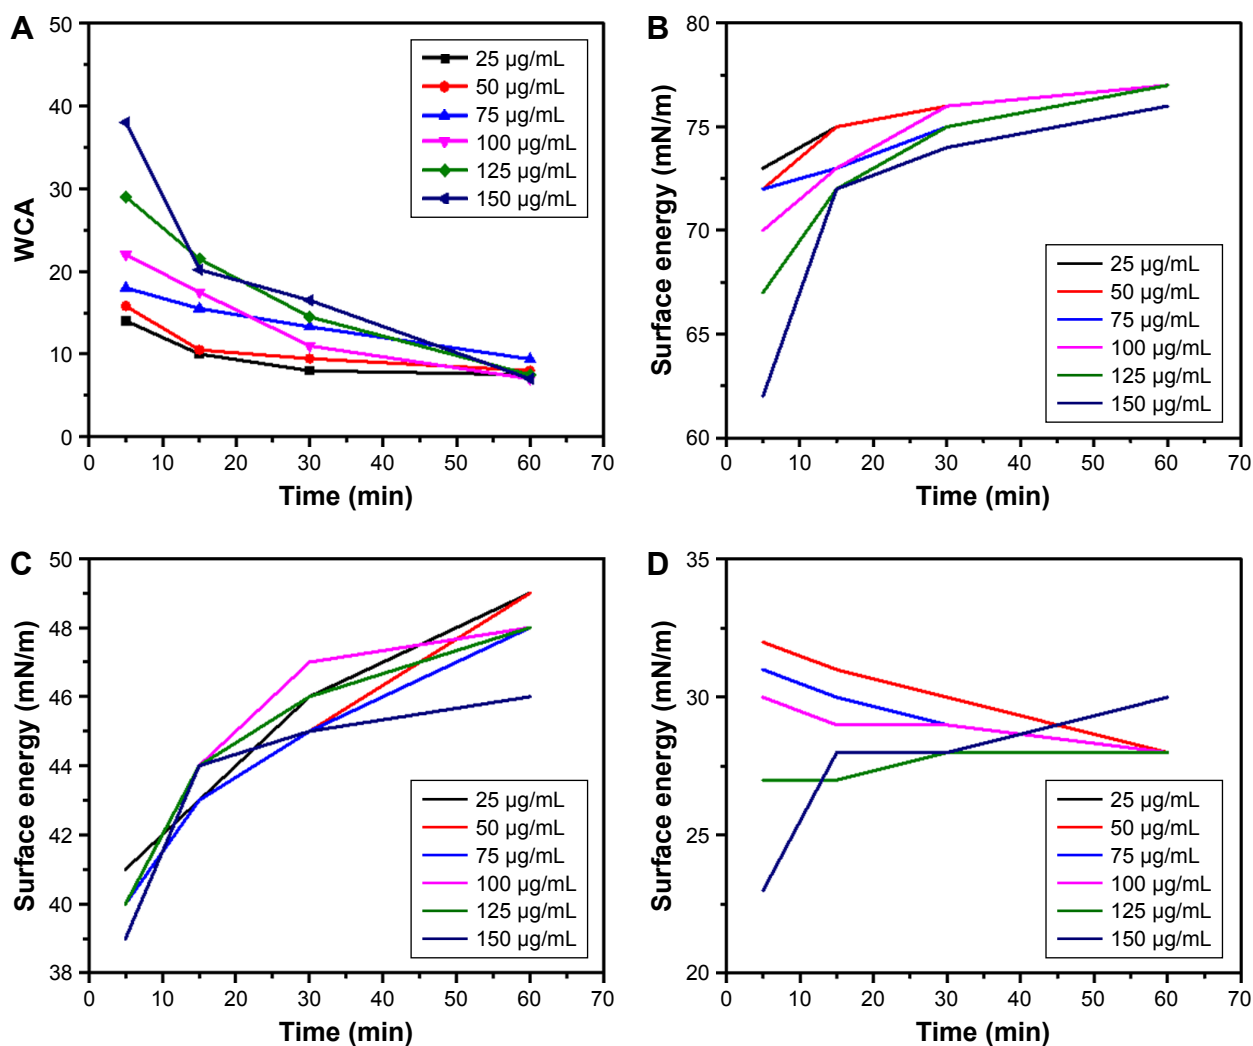 A
50
40
30
20
10
0
WCA
25 µg/mL
50 µg/mL
75 µg/mL
100 µg/mL
125 µg/mL
150 µg/mL
0 10 20 30 40 50 60 70
Time (min)
B
80
75
70
65
60
Surface energy (mN/m)
25 µg/mL
50 µg/mL
75 µg/mL
100 µg/mL
125 µg/mL
150 µg/mL
0 10 20 30 40 50 60 70
Time (min)
C
50
48
46
44
42
40
38
Surface energy (mN/m)
25 µg/mL
50 µg/mL
75 µg/mL
100 µg/mL
125 µg/mL
150 µg/mL
0 10 20 30 40 50 60 70
Time (min)
D
35
30
25
20
Surface energy (mN/m)
25 µg/mL
50 µg/mL
75 µg/mL
100 µg/mL
125 µg/mL
150 µg/mL
0 10 20 30 40 50 60 70
Time (min)